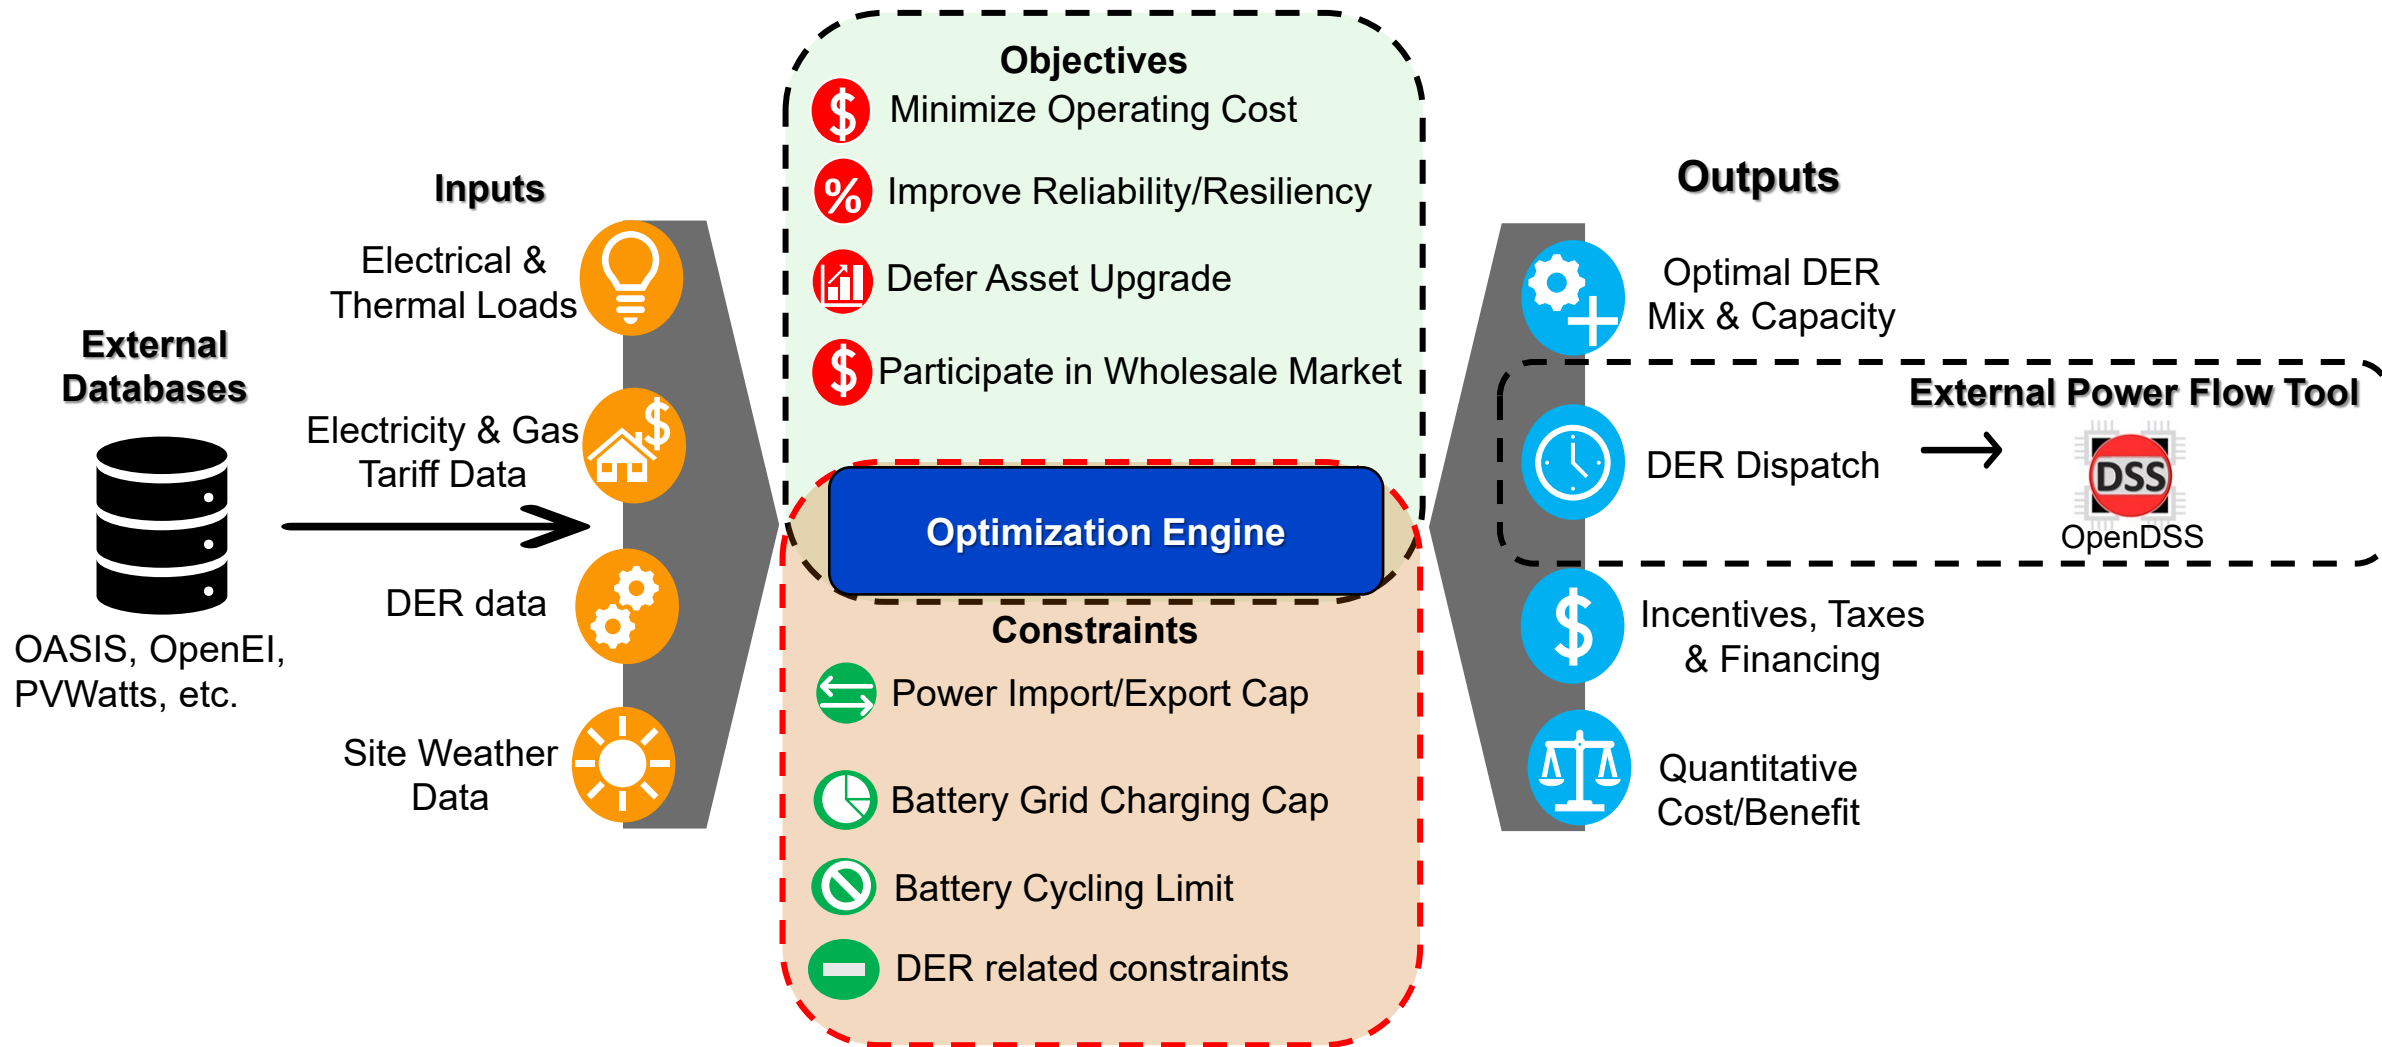 External
Databases
OASIS, OpenEI,
PVWatts, etc.
Inputs
Electrical &
Thermal Loads
Electricity & Gas
Tariff Data
DER data
Site Weather
Data
Objectives
Minimize Operating Cost
Improve Reliability/Resiliency
Defer Asset Upgrade
Participate in Wholesale Market
Optimization Engine
Constraints
Power Import/Export Cap
Battery Grid Charging Cap
Battery Cycling Limit
DER related constraints
Outputs
Optimal DER
Mix & Capacity
DER Dispatch
External Power Flow Tool
DSS
OpenDSS
Incentives, Taxes
& Financing
Quantitative
Cost/Benefit